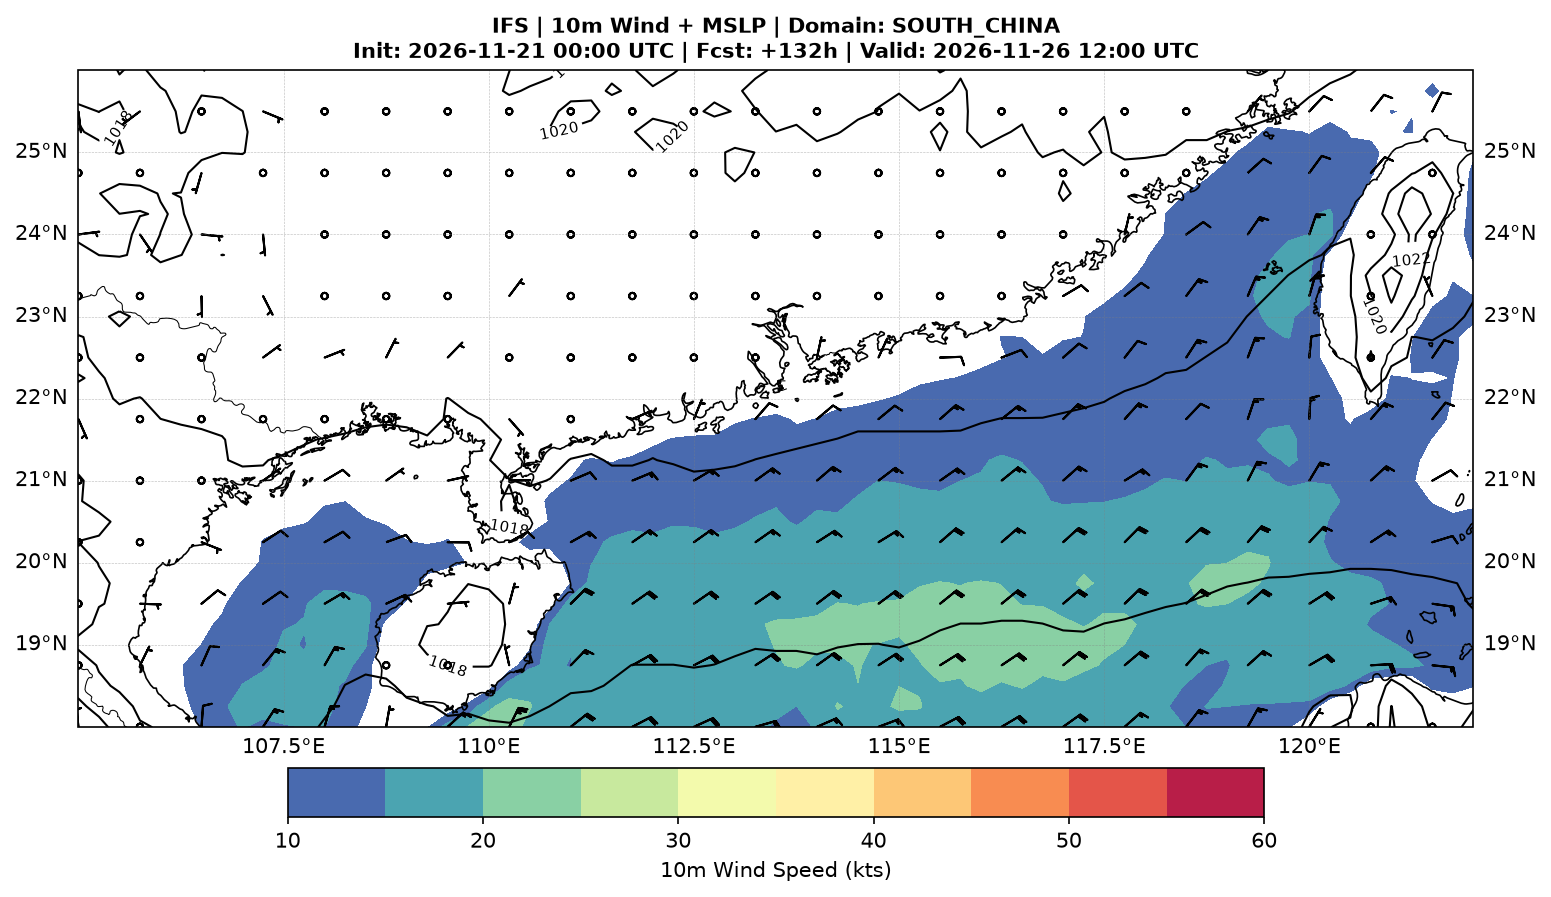 IFS | 10m Wind + MSLP | Domain: SOUTH_CHINA
Init: 2026-11-21 00:00 UTC | Fcst: +132h | Valid: 2026-11-26 12:00 UTC
1018
1020
1020
25°N
25°N
24°N
24°N
1022
23°N
1020
23°N
22°N
22°N
21°N
21°N
1018
20°N
20°N
19°N
1018
19°N
107.5°E
110°E
112.5°E
115°E
117.5°E
120°E
10
20
30
40
50
60
10m Wind Speed (kts)